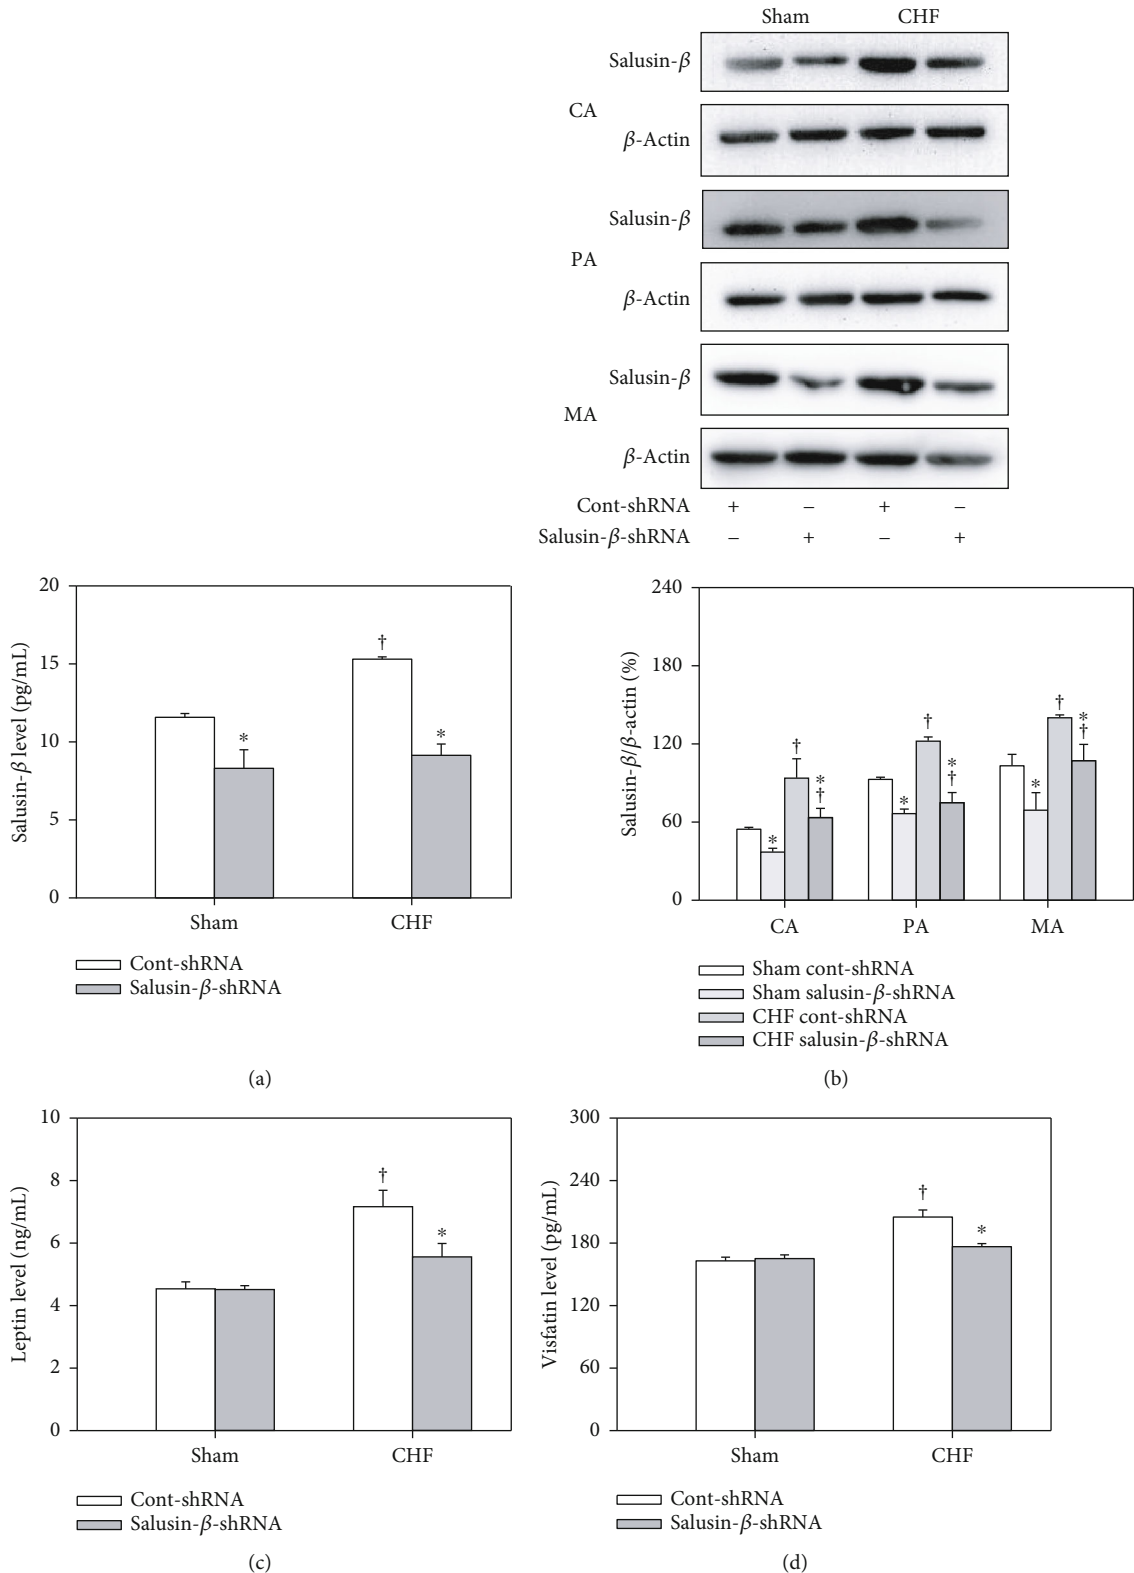 Sham CHF
Salusin-β
CA
β-Actin
Salusin-β
PA
β-Actin
Salusin-β
MA
β-Actin
Cont-shRNA + – + –
Salusin-β-shRNA – + – +
Salusin-β level (pg/mL)
20
15
10
5
0
†
*
*
Sham CHF
Cont-shRNA
Salusin-β-shRNA
(a)
Salusin-β/β-actin (%)
240
180
120
60
0
*
†
*
†
*
†
*
†
*
†
*
†
CA PA MA
Sham cont-shRNA
Sham salusin-β-shRNA
CHF cont-shRNA
CHF salusin-β-shRNA
(b)
Leptin level (ng/mL)
10
8
6
4
2
0
†
*
Sham CHF
Cont-shRNA
Salusin-β-shRNA
(c)
Visfatin level (pg/mL)
300
240
180
120
60
0
†
*
Sham CHF
Cont-shRNA
Salusin-β-shRNA
(d)